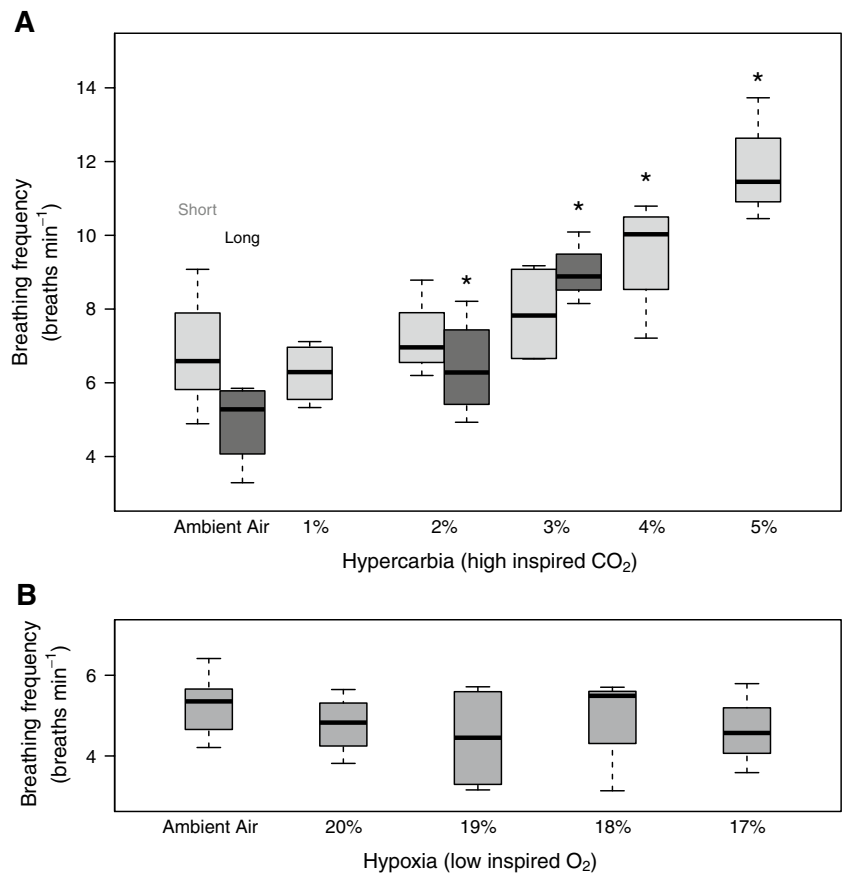 A
Breathing frequency
(breaths min⁻¹)
14
12
10
8
6
4
Short
Long
*
*
*
*
Ambient Air 1% 2% 3% 4% 5%
Hypercarbia (high inspired CO₂)
B
Breathing frequency
(breaths min⁻¹)
6
4
Ambient Air 20% 19% 18% 17%
Hypoxia (low inspired O₂)